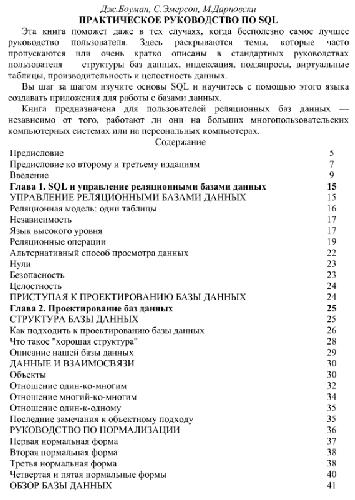 Дж.Боуман, С.Эмерсон, М.Дарновски
ПРАКТИЧЕСКОЕ РУКОВОДСТВО ПО SQL
Эта книга поможет даже в тех случаях, когда бесполезно самое лучшее
руководство пользователя. Здесь раскрываются темы, которые часто
пропускаются или очень кратко описаны в стандартных руководствах
пользователя – структуры баз данных, индексация, подзапросы, виртуальные
таблицы, производительность и целостность данных.
Вы шаг за шагом изучите основы SQL и научитесь с помощью этого языка
создавать приложения для работы с базами данных.
Книга предназначена для пользователей реляционных баз данных —
независимо от того, работают ли они на больших многопользовательских
компьютерных системах или на персональных компьютерах.
Содержание
Предисловие 5
Предисловие ко второму и третьему изданиям 7
Введение 9
Глава 1. SQL и управление реляционными базами данных 15
УПРАВЛЕНИЕ РЕЛЯЦИОННЫМИ БАЗАМИ ДАННЫХ 15
Реляционная модель: одни таблицы 16
Независимость 17
Язык высокого уровня 17
Реляционные операции 19
Альтернативный способ просмотра данных 22
Нули 23
Безопасность 23
Целостность 24
ПРИСТУПАЯ К ПРОЕКТИРОВАНИЮ БАЗЫ ДАННЫХ 24
Глава 2. Проектирование баз данных 25
СТРУКТУРА БАЗЫ ДАННЫХ 25
Как подходить к проектированию базы данных 26
Что такое "хорошая структура" 28
Описание нашей базы данных 29
ДАННЫЕ И ВЗАИМОСВЯЗИ
Объекты 30
Отношение один-ко-многим 32
Отношение многий-ко-многим 34
Отношение один-к-одному 35
Последние замечания к объектному подходу 35
РУКОВОДСТВО ПО НОРМАЛИЗАЦИИ 36
Первая нормальная форма 37
Вторая нормальная форма 38
Третья нормальная форма 38
Четвертая и пятая нормальные формы 40
ОБЗОР БАЗЫ ДАННЫХ 41